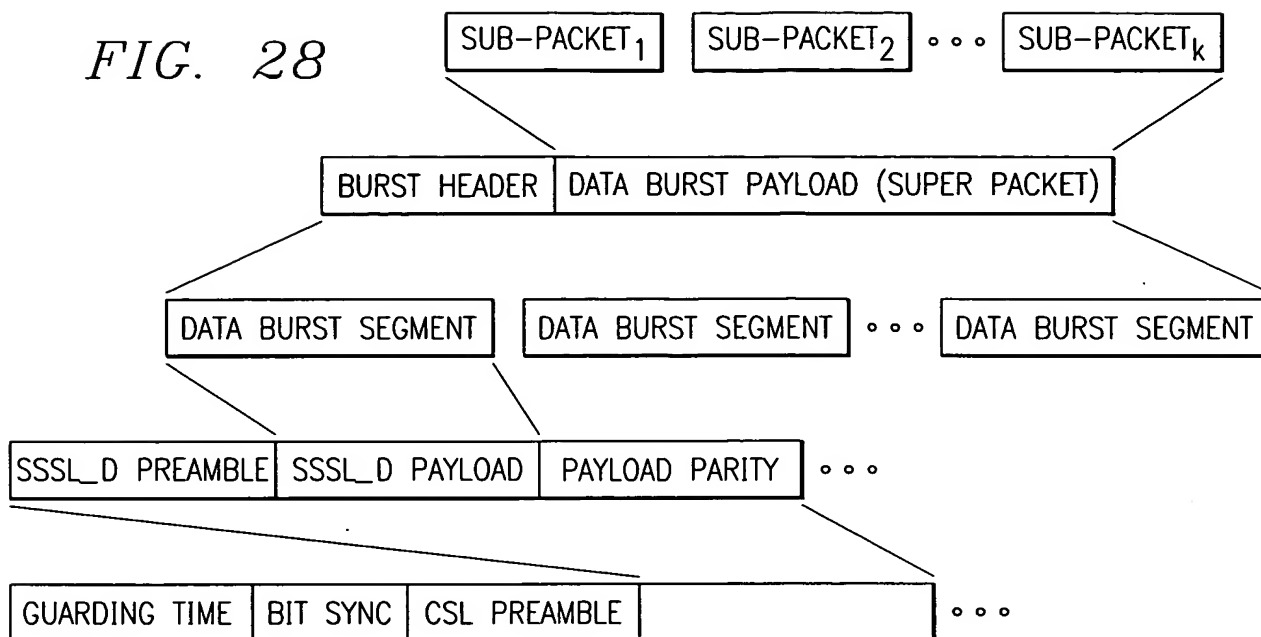 FIG. 28
SUB-PACKET1 SUB-PACKET2 ∘ ∘ ∘ SUB-PACKETk
BURST HEADER DATA BURST PAYLOAD (SUPER PACKET)
DATA BURST SEGMENT DATA BURST SEGMENT ∘ ∘ ∘ DATA BURST SEGMENT
SSSL_D PREAMBLE SSSL_D PAYLOAD PAYLOAD PARITY ∘ ∘ ∘
GUARDING TIME BIT SYNC CSL PREAMBLE ∘ ∘ ∘